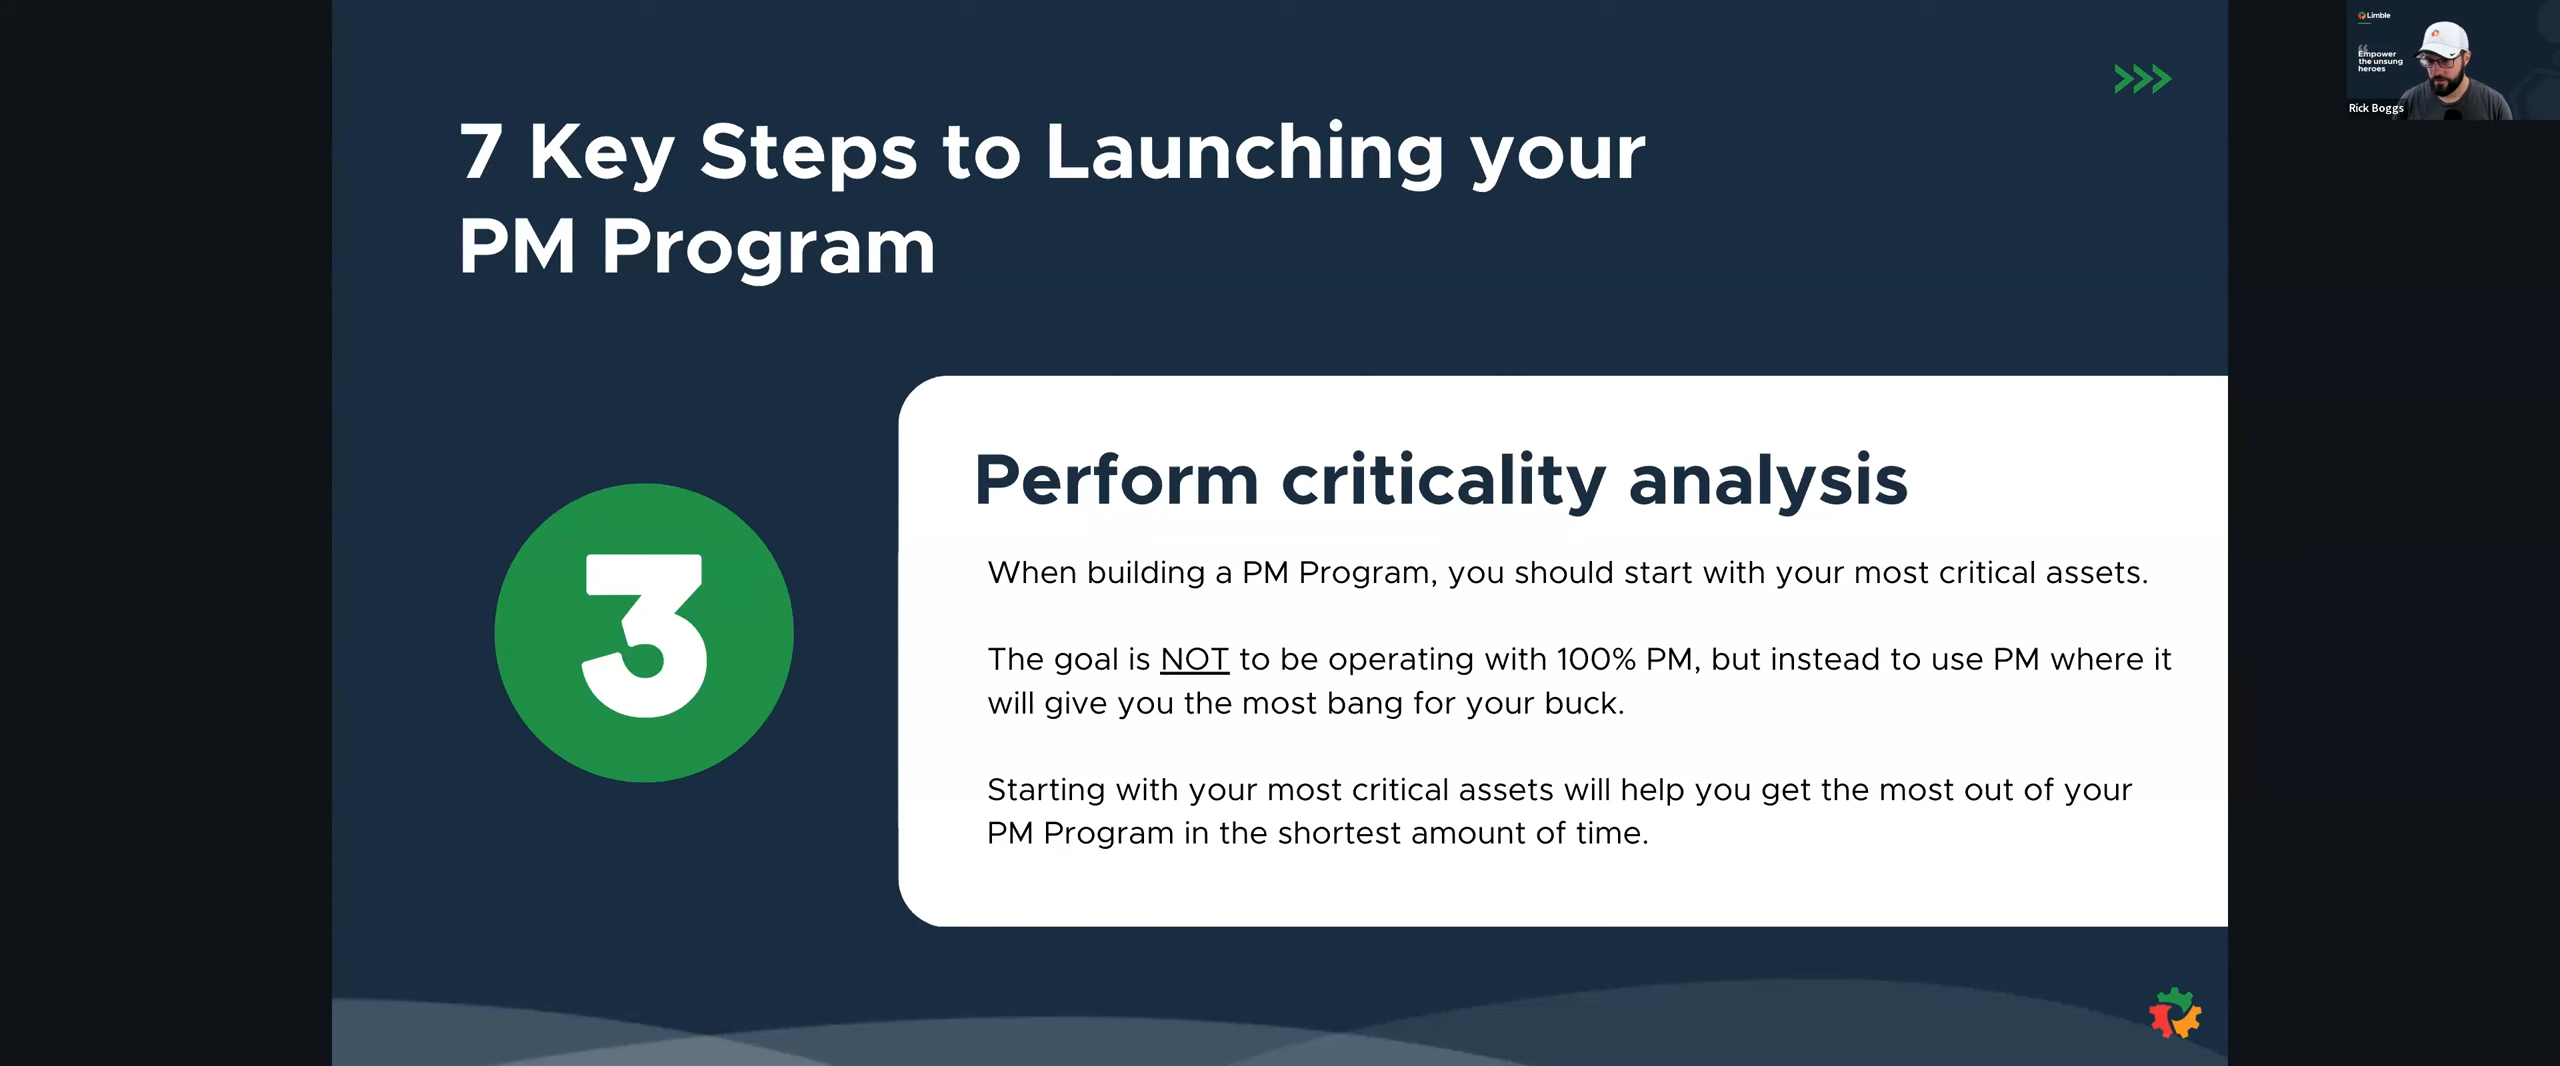 7 Key Steps to Launching your
PM Program
3
Perform criticality analysis
When building a PM Program, you should start with your most critical assets.
The goal is NOT to be operating with 100% PM, but instead to use PM where it
will give you the most bang for your buck.
Starting with your most critical assets will help you get the most out of your
PM Program in the shortest amount of time.
Limble
“
Empower
the unsung
heroes
Rick Boggs